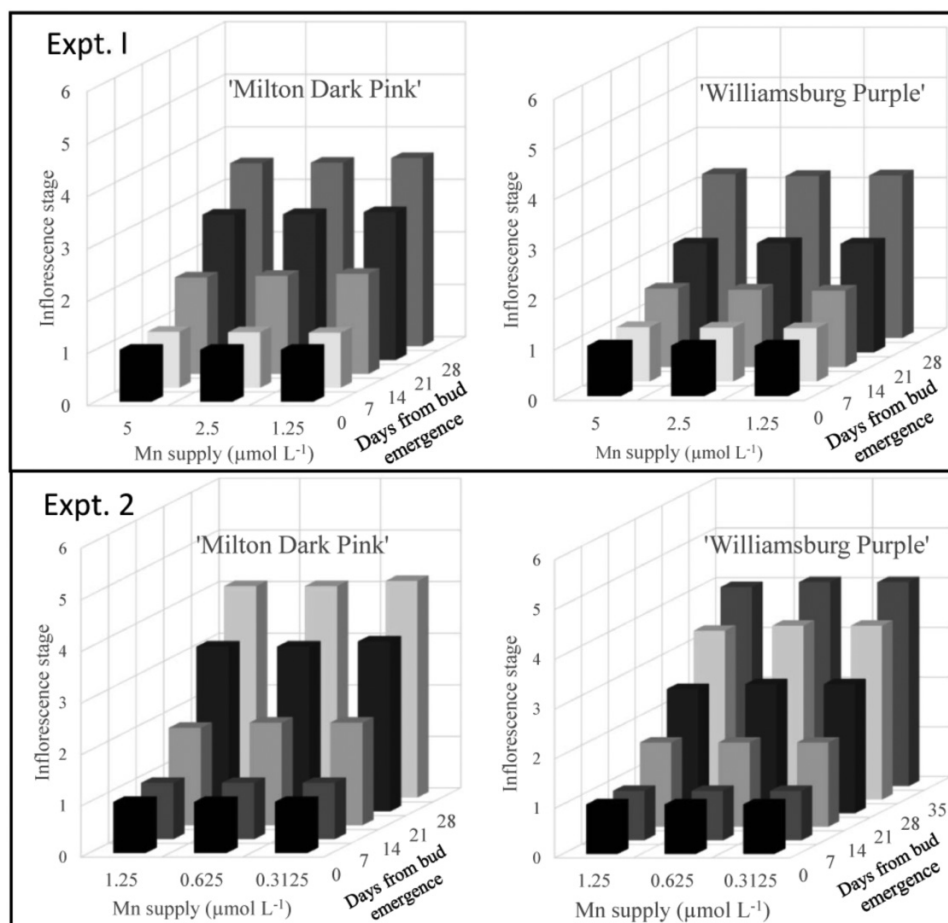 Expt. I
'Milton Dark Pink'
6
5
4
3
2
1
0
Inflorescence stage
5
2.5
1.25
Mn supply (µmol L⁻¹)
0
7
14
21
28
Days from bud
emergence
'Williamsburg Purple'
6
5
4
3
2
1
0
Inflorescence stage
5
2.5
1.25
Mn supply (µmol L⁻¹)
0
7
14
21
28
Days from bud
emergence
Expt. 2
'Milton Dark Pink'
6
5
4
3
2
1
0
Inflorescence stage
1.25
0.625
0.3125
Mn supply (µmol L⁻¹)
0
7
14
21
28
Days from bud
emergence
'Williamsburg Purple'
6
5
4
3
2
1
0
Inflorescence stage
1.25
0.625
0.3125
Mn supply (µmol L⁻¹)
0
7
14
21
28
35
Days from bud
emergence